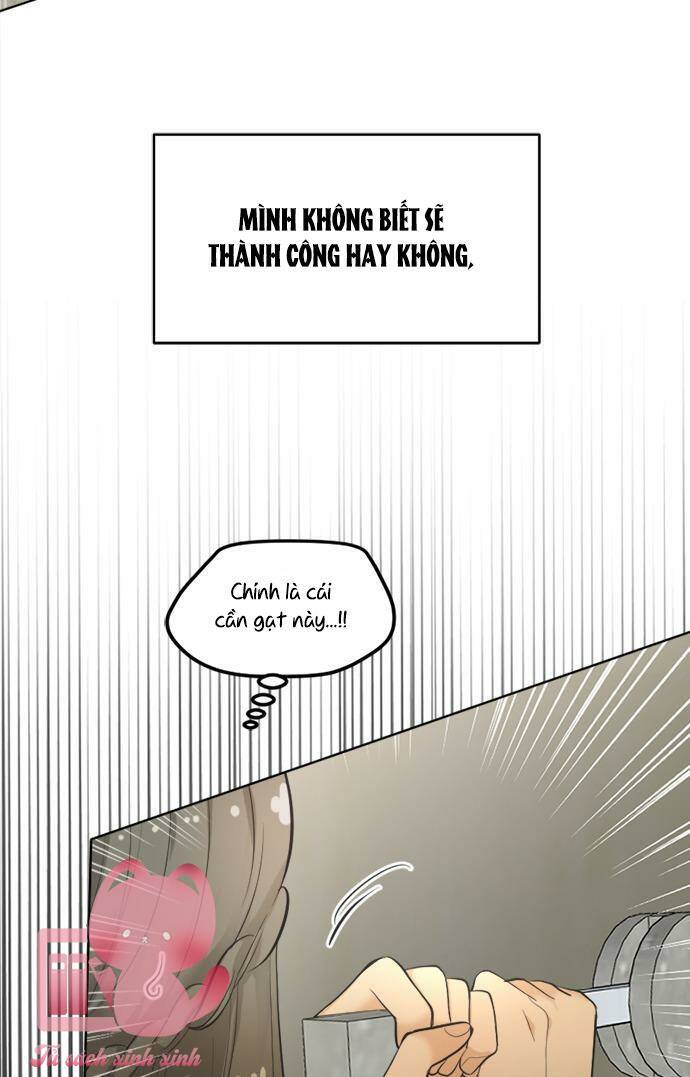 MÌNH KHÔNG BIẾT SẼ
THÀNH CÔNG HAY KHÔNG,
Chính là cái
cần gạt này...!!
Tủ sách xinh xinh